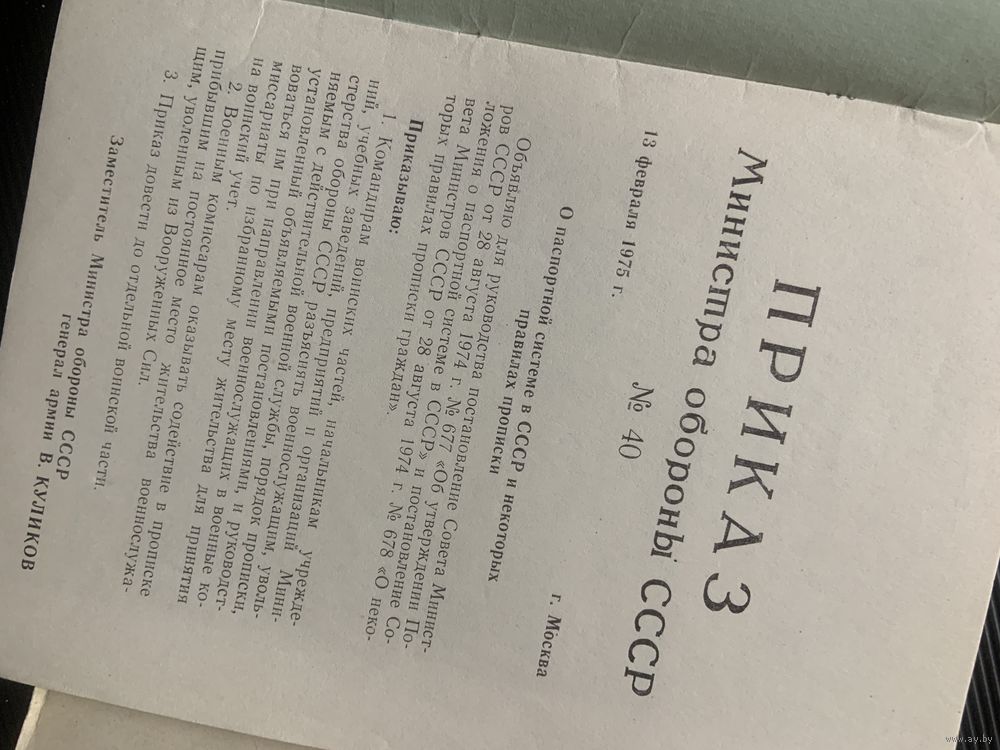 ПРИКАЗ
Министра обороны СССР
№ 40
13 февраля 1975 г.
г. Москва
О паспортной системе в СССР и некоторых
правилах прописки
Объявляю для руководства постановление Совета Минист-
ров СССР от 28 августа 1974 г. № 677 «Об утверждении По-
ложения о паспортной системе в СССР» и постановление Со-
вета Министров СССР от 28 августа 1974 г. № 678 «О неко-
торых правилах прописки граждан».
Приказываю:
1. Командирам воинских частей, начальникам учрежде-
ний, учебных заведений, предприятий и организаций Мини-
стерства обороны СССР разъяснять военнослужащим, уволь-
няемым с действительной военной службы, порядок прописки,
установленный объявляемыми постановлениями, и руководст-
воваться им при направлении военнослужащих в военные ко-
миссариаты по избранному месту жительства для принятия
на воинский учет.
2. Военным комиссарам оказывать содействие в прописке
прибывшим на постоянное место жительства военнослужа-
щим, уволенным из Вооруженных Сил.
3. Приказ довести до отдельной воинской части.
Заместитель Министра обороны СССР
генерал армии В. КУЛИКОВ
www.ay.by